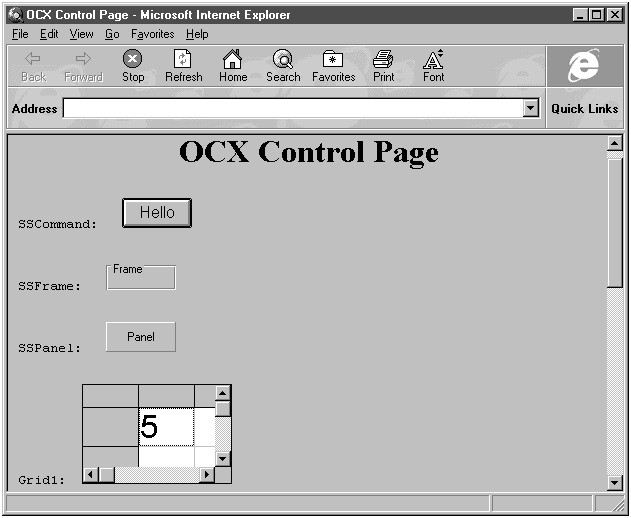 OCX Control Page - Microsoft Internet Explorer
File Edit View Go Favorites Help
Back Forward Stop Refresh Home Search Favorites Print Font
Address Quick Links
OCX Control Page
SSCommand: Hello
SSFrame: Frame
SSPanel: Panel
5
Grid1: